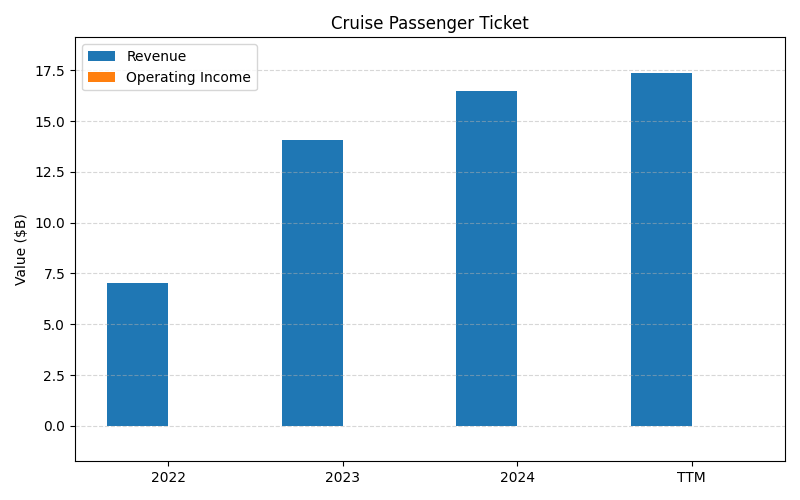 Cruise Passenger Ticket
Revenue
Operating Income
Value ($B)
17.5
15.0
12.5
10.0
7.5
5.0
2.5
0.0
2022
2023
2024
TTM